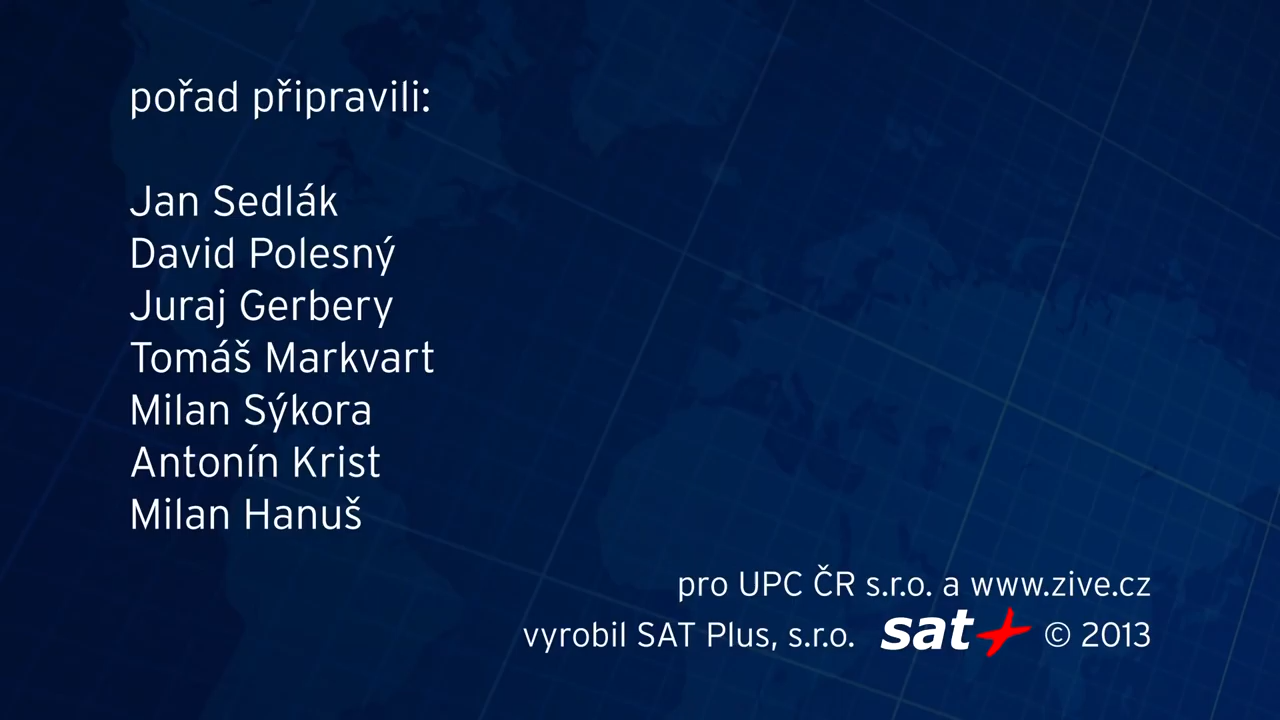 pořad připravili:
Jan Sedlák
David Polesný
Juraj Gerbery
Tomáš Markvart
Milan Sýkora
Antonín Krist
Milan Hanuš
pro UPC ČR s.r.o. a www.zive.cz
vyrobil SAT Plus, s.r.o. sat+ © 2013